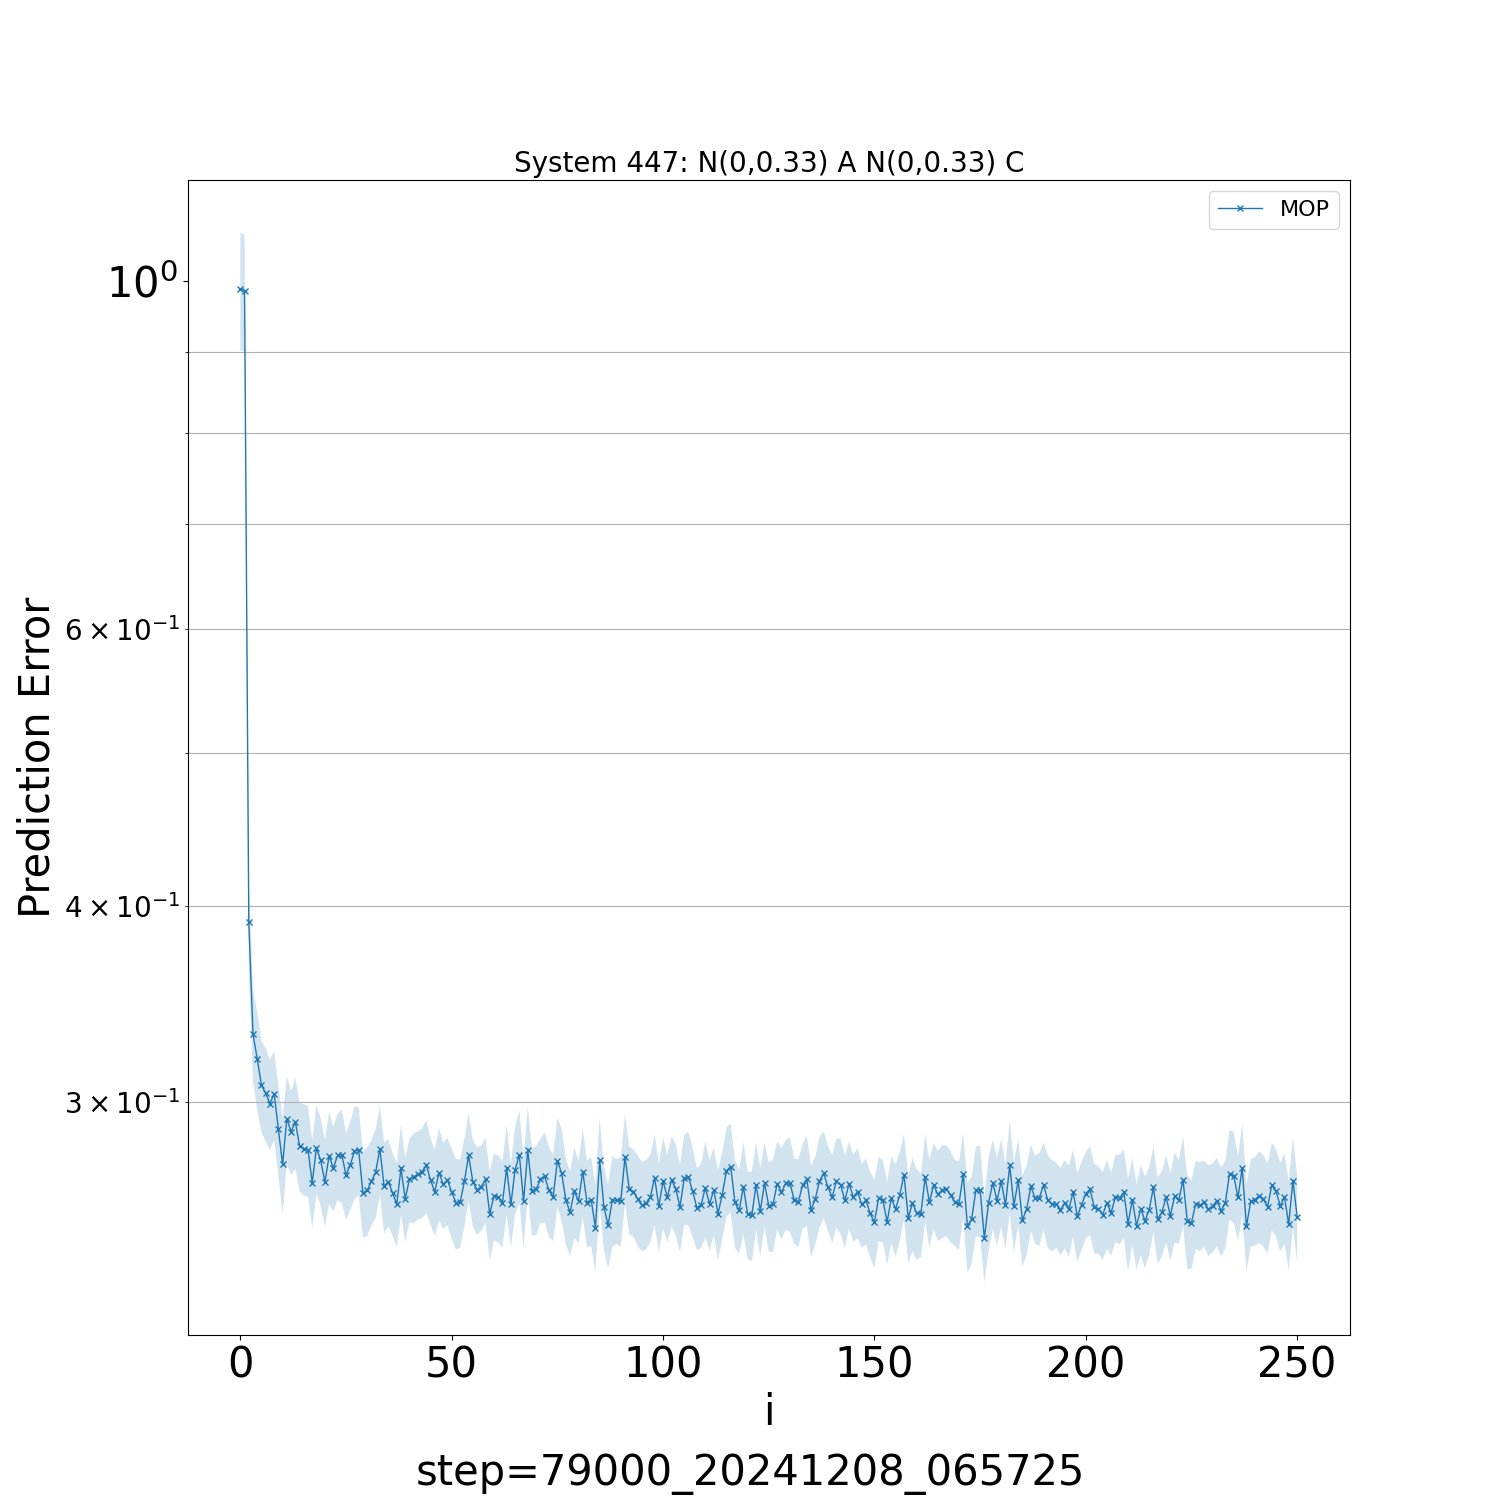 System 447: N(0,0.33) A N(0,0.33) C
MOP
10⁰
6 × 10⁻¹
4 × 10⁻¹
3 × 10⁻¹
Prediction Error
0 50 100 150 200 250
i
step=79000_20241208_065725